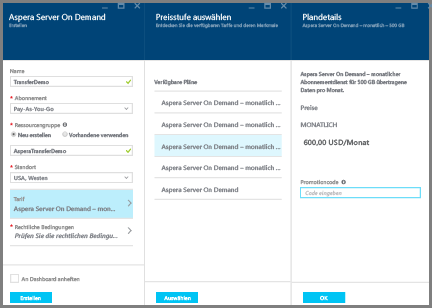 Aspera Server On Demand
Erstellen
Name
TransferDemo
* Abonnement
Pay-As-You-Go
* Ressourcengruppe
Neu erstellen Vorhandene verwenden
AsperaTransferDemo
* Standort
USA, Westen
Tarif
Aspera Server On Demand – mon...
* Rechtliche Bedingungen
Prüfen Sie die rechtlichen Bedingu...
An Dashboard anheften
Erstellen
Preisstufe auswählen
Entdecken Sie die verfügbaren Tarife und deren Merkmale
Verfügbare Pläne
Aspera Server On Demand – monatlich ...
Aspera Server On Demand – monatlich ...
Aspera Server On Demand – monatlich ...
Aspera Server On Demand – monatlich ...
Aspera Server On Demand
Auswählen
Plandetails
Aspera Server On Demand – monatlich – 500 GB
Aspera Server On Demand – monatlicher
Abonnementdienst für 500 GB übertragene
Daten pro Monat.
Preise
MONATLICH
600,00 USD/Monat
Promotioncode
Code eingeben
OK